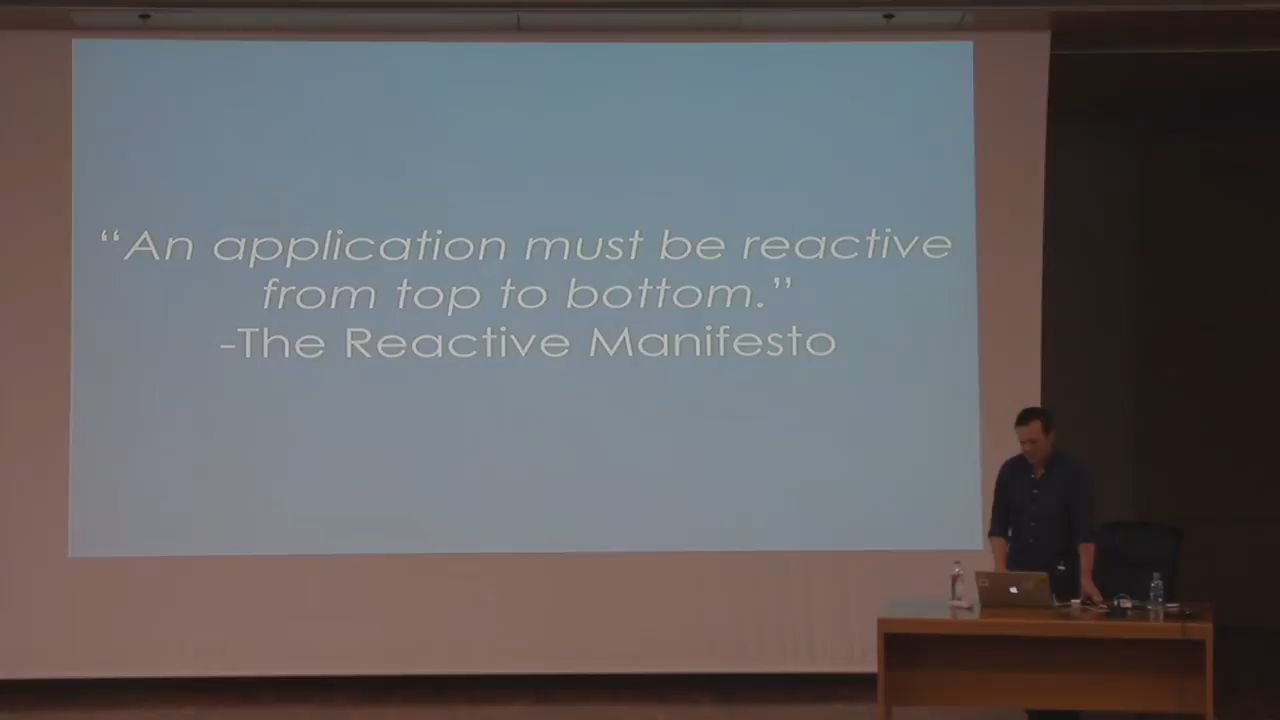 “An application must be reactive
from top to bottom.”
-The Reactive Manifesto